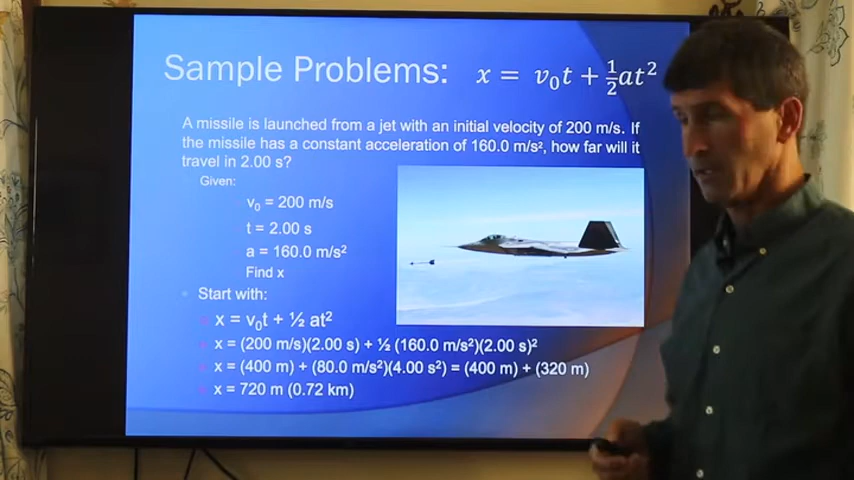 Sample Problems: x = v₀t + ½at²
A missile is launched from a jet with an initial velocity of 200 m/s. If
the missile has a constant acceleration of 160.0 m/s², how far will it
travel in 2.00 s?
Given:
v₀ = 200 m/s
t = 2.00 s
a = 160.0 m/s²
Find x
Start with:
x = v₀t + ½ at²
x = (200 m/s)(2.00 s) + ½ (160.0 m/s²)(2.00 s)²
x = (400 m) + (80.0 m/s²)(4.00 s²) = (400 m) + (320 m)
x = 720 m (0.72 km)